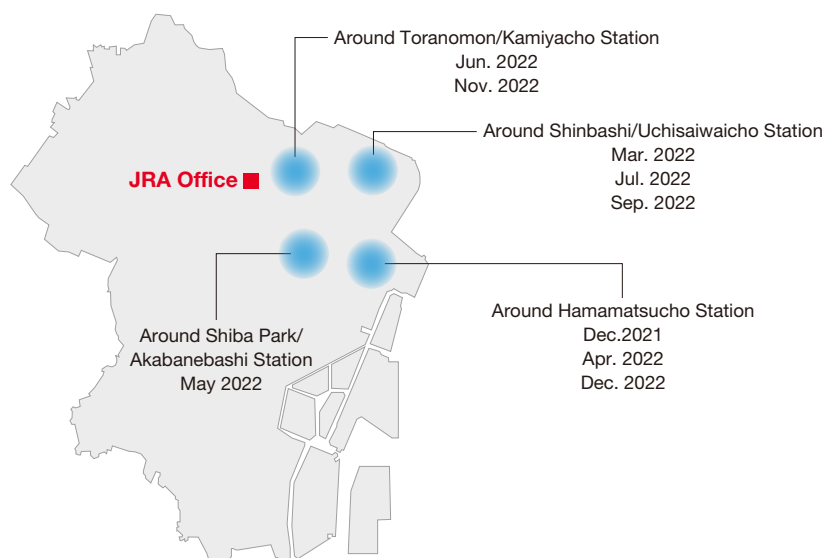 Around Toranomon/Kamiyacho Station
Jun. 2022
Nov. 2022
Around Shinbashi/Uchisaiwaicho Station
Mar. 2022
Jul. 2022
Sep. 2022
JRA Office
Around Hamamatsucho Station
Dec.2021
Apr. 2022
Dec. 2022
Around Shiba Park/
Akabanebashi Station
May 2022